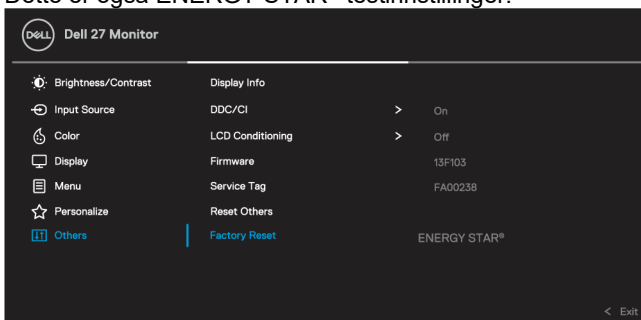 Dette er også ENERGY STAR® testinnstillinger.
DELL Dell 27 Monitor
Brightness/Contrast Display Info
Input Source DDC/CI > On
Color LCD Conditioning > Off
Display Firmware 13F103
Menu Service Tag FA00238
Personalize Reset Others
Others Factory Reset ENERGY STAR®
< Exit